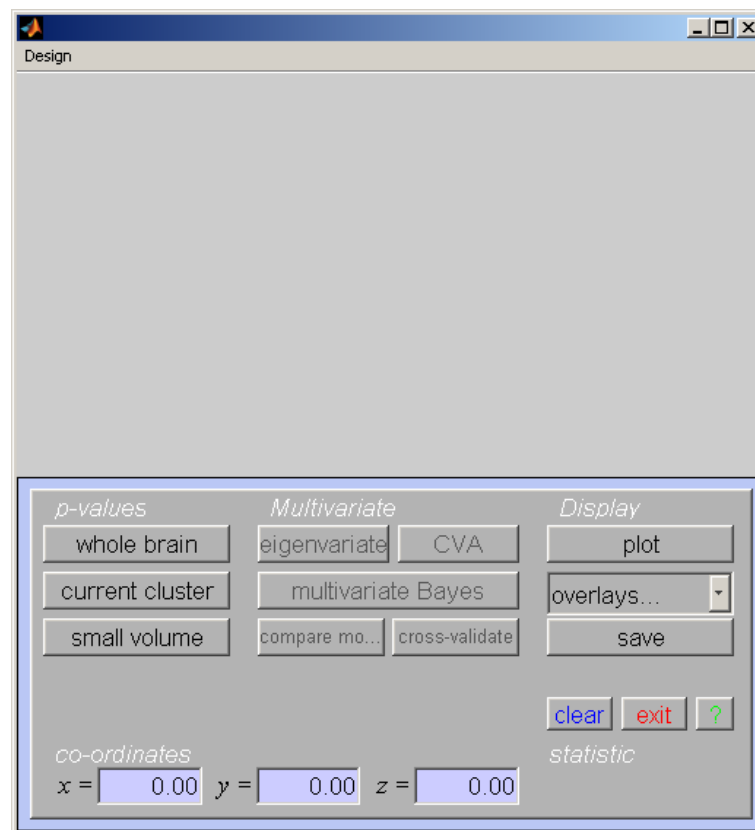 Design
p-values Multivariate Display
whole brain eigenvariate CVA plot
current cluster multivariate Bayes overlays...
small volume compare mo... cross-validate save
clear exit ?
co-ordinates statistic
x = 0.00 y = 0.00 z = 0.00